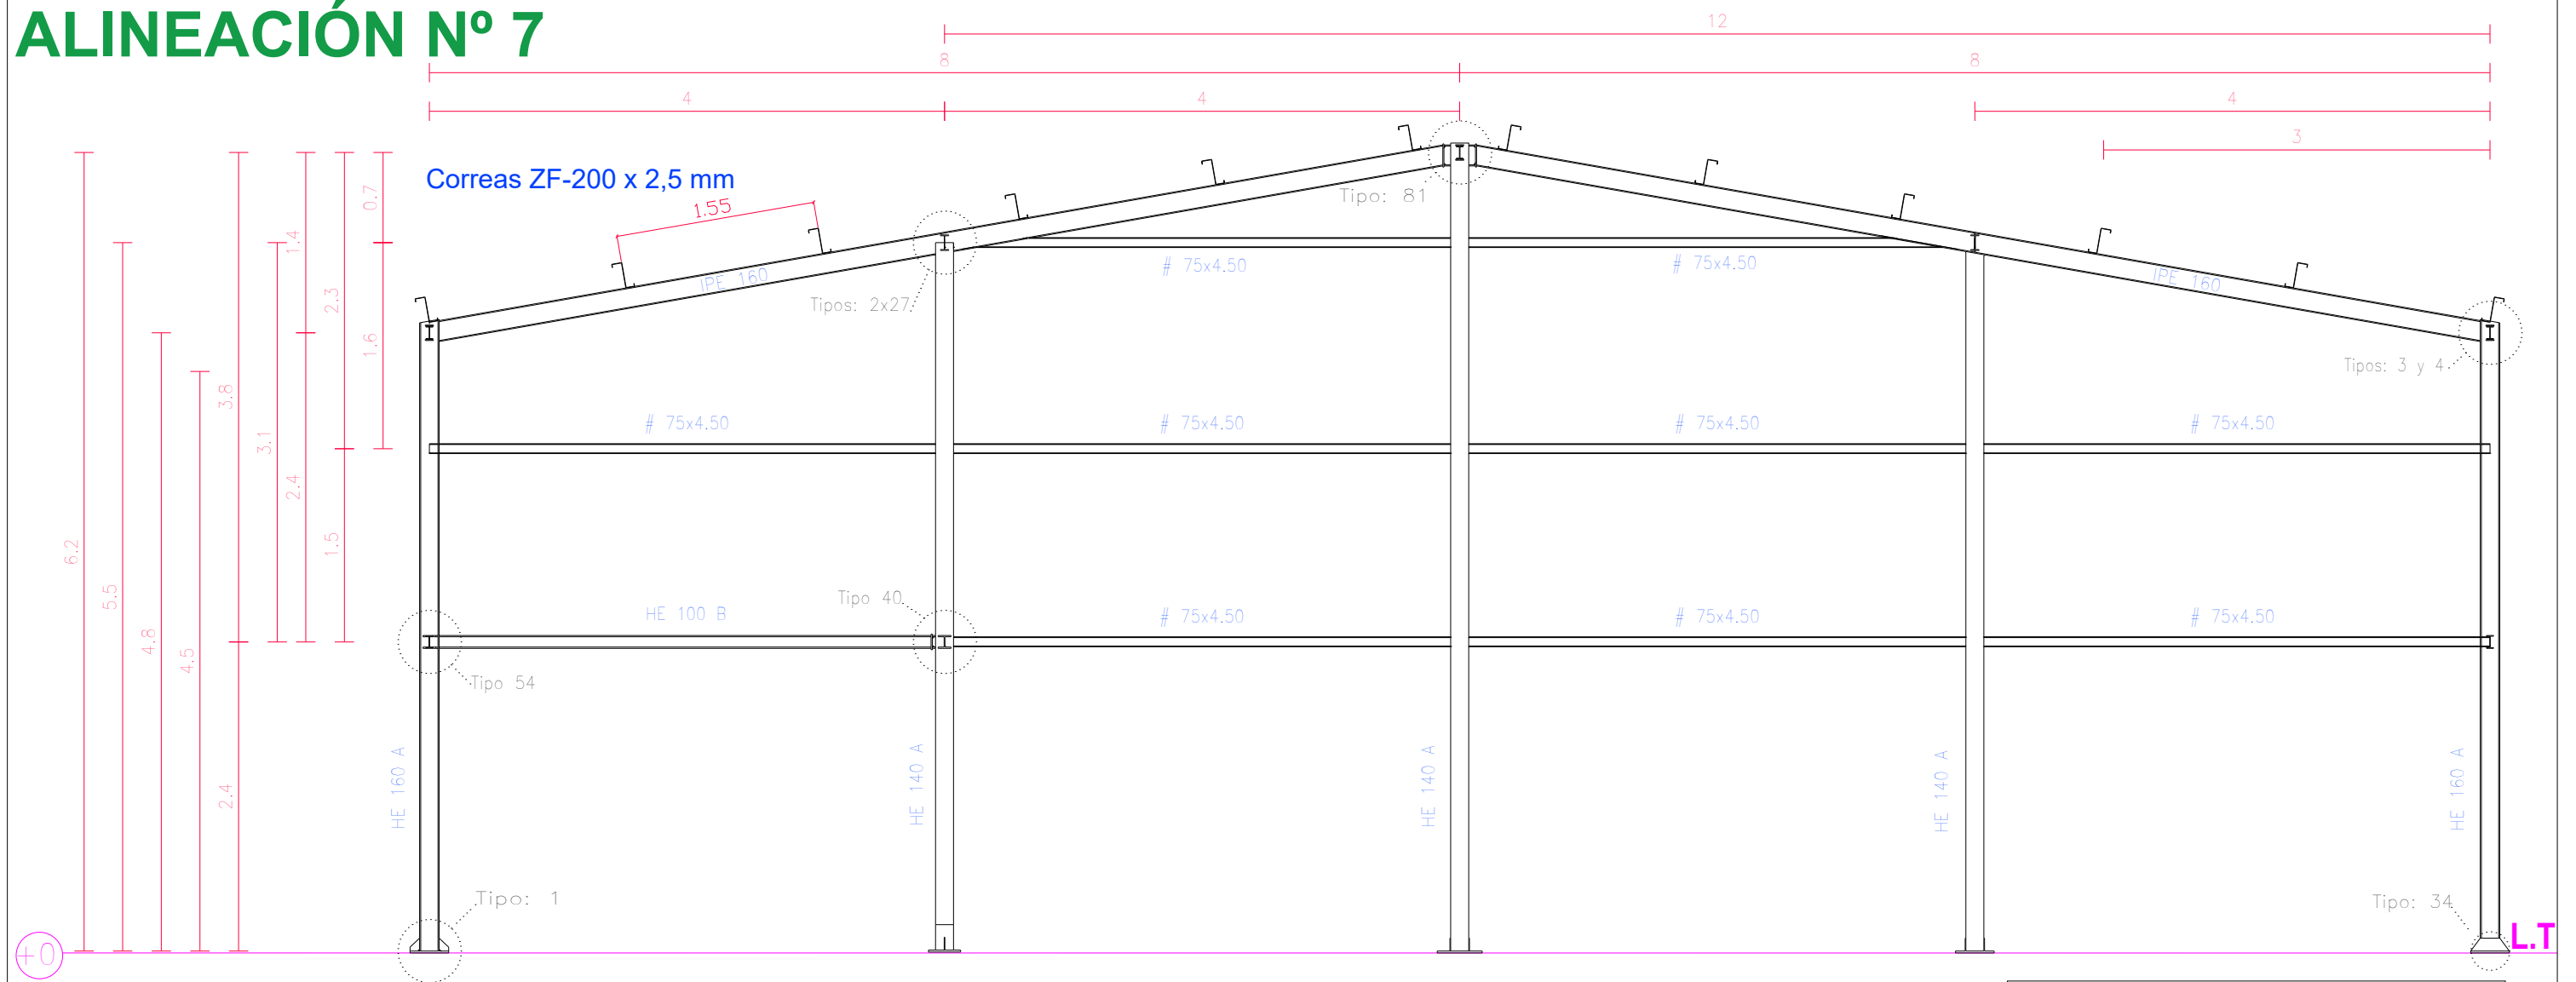 ALINEACIÓN Nº 7
12
8
8
4
4
4
3
Correas ZF-200 x 2,5 mm
1.55
Tipo: 81
0.7
1.4
2.3
1.6
3.8
3.1
2.4
1.5
6.2
5.5
4.8
4.5
2.4
IPE 160
Tipos: 2x27
# 75x4.50
# 75x4.50
IPE 160
Tipos: 3 y 4
# 75x4.50
# 75x4.50
# 75x4.50
# 75x4.50
HE 100 B
Tipo 40
# 75x4.50
# 75x4.50
# 75x4.50
Tipo 54
HE 160 A
HE 140 A
HE 140 A
HE 140 A
HE 160 A
Tipo: 1
Tipo: 34
+0
L.T